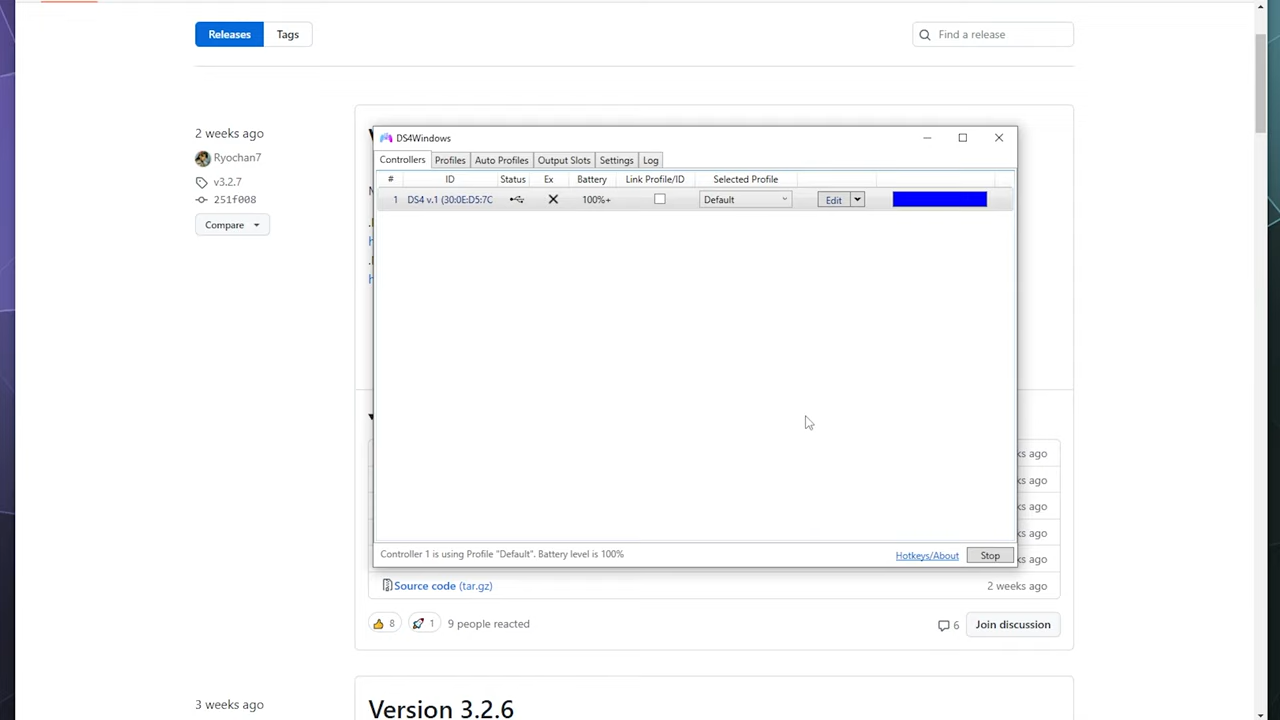 Releases
Tags
Find a release
2 weeks ago
Ryochan7
v3.2.7
251f008
Compare
DS4Windows
Controllers
Profiles
Auto Profiles
Output Slots
Settings
Log
# ID Status Ex Battery Link Profile/ID Selected Profile
1 DS4 v.1 (30:0E:D5:7C 100%+ Default Edit
Controller 1 is using Profile "Default". Battery level is 100%
Hotkeys/About
Stop
ks ago
ks ago
ks ago
ks ago
ks ago
Source code (tar.gz)
2 weeks ago
8
1
9 people reacted
6
Join discussion
3 weeks ago
Version 3.2.6